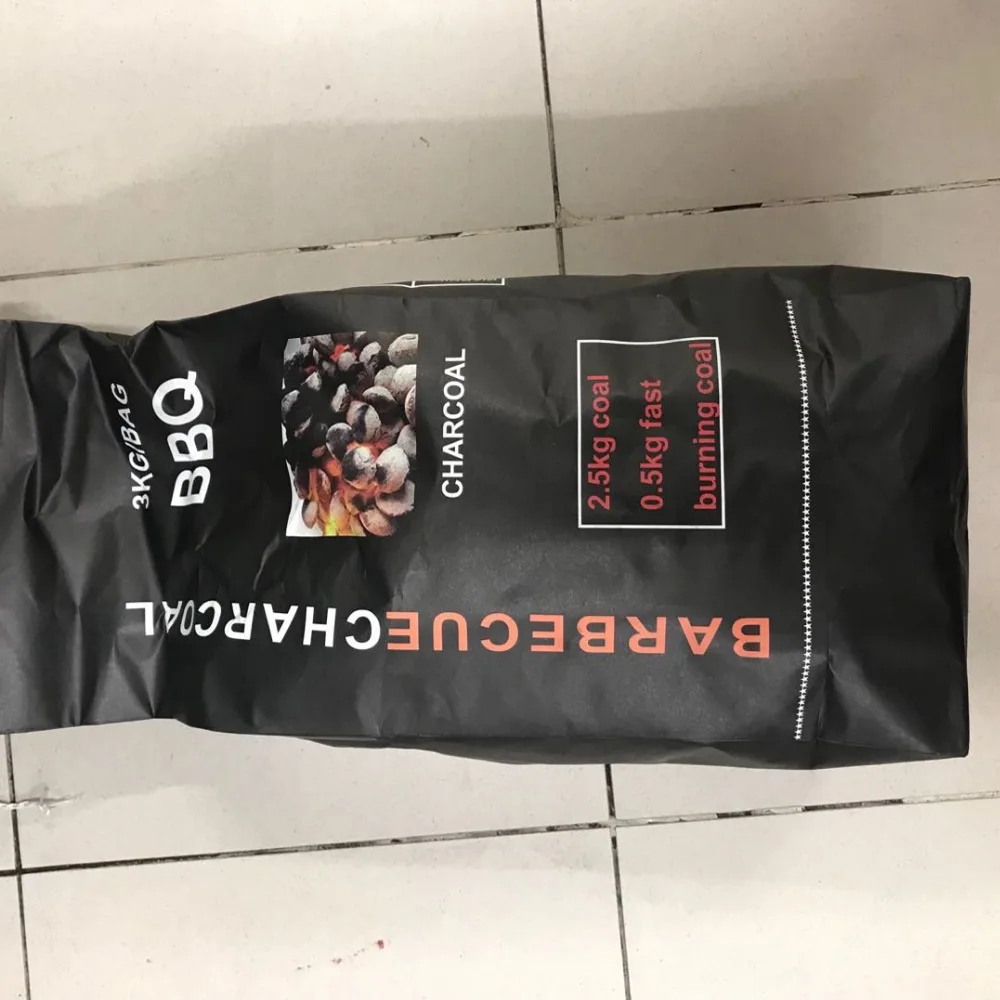 3KG/BAG
BBQ
CHARCOAL
2.5kg coal
0.5kg fast
burning coal
BARBECUECHARCOAL